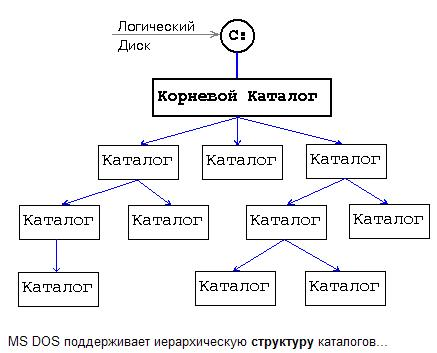 Логический
Диск
C:
Корневой Каталог
Каталог
Каталог
Каталог
Каталог
Каталог
Каталог
Каталог
Каталог
Каталог
Каталог
MS DOS поддерживает иерархическую структуру каталогов...